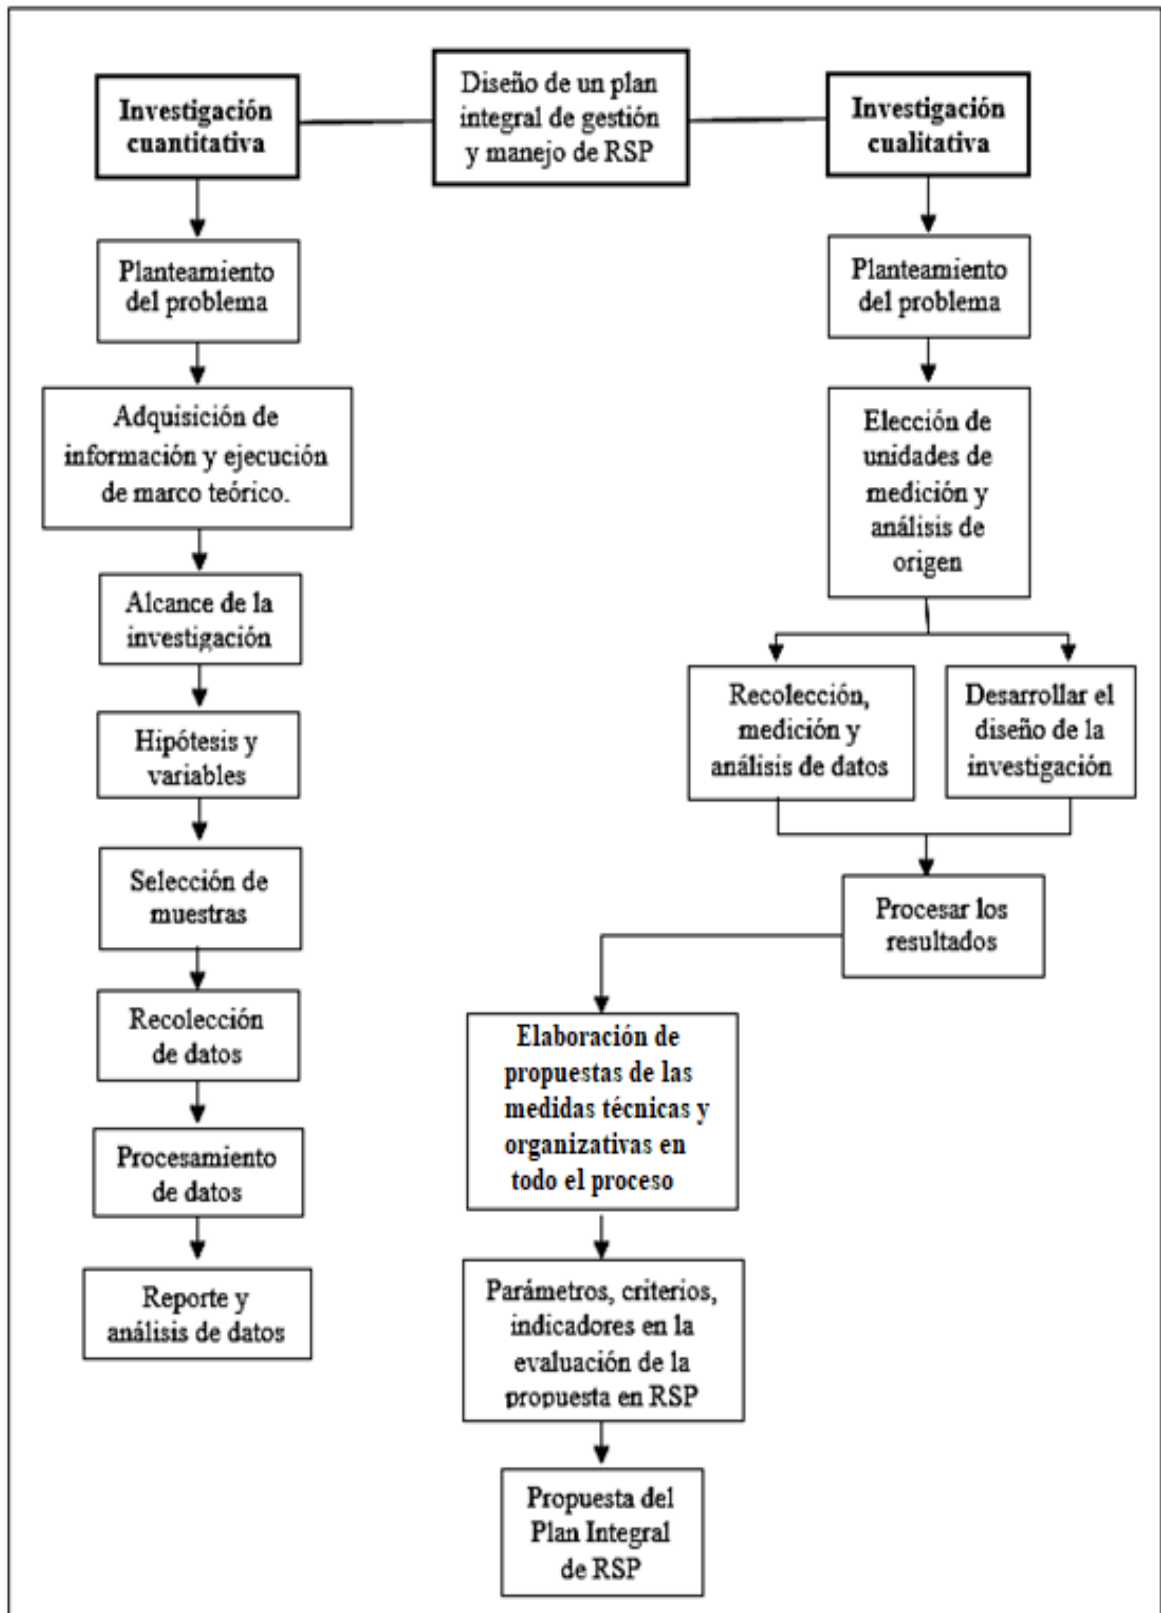 Diseño de un plan
integral de gestión
y manejo de RSP
Investigación
cuantitativa
Planteamiento
del problema
Adquisición de
información y ejecución
de marco teórico.
Alcance de la
investigación
Hipótesis y
variables
Selección de
muestras
Recolección
de datos
Procesamiento
de datos
Reporte y
análisis de datos
Investigación
cualitativa
Planteamiento
del problema
Elección de
unidades de
medición y
análisis de
origen
Recolección,
medición y
análisis de datos
Desarrollar el
diseño de la
investigación
Procesar los
resultados
Elaboración de
propuestas de las
medidas técnicas y
organizativas en
todo el proceso
Parámetros, criterios,
indicadores en la
evaluación de la
propuesta en RSP
Propuesta del
Plan Integral
de RSP